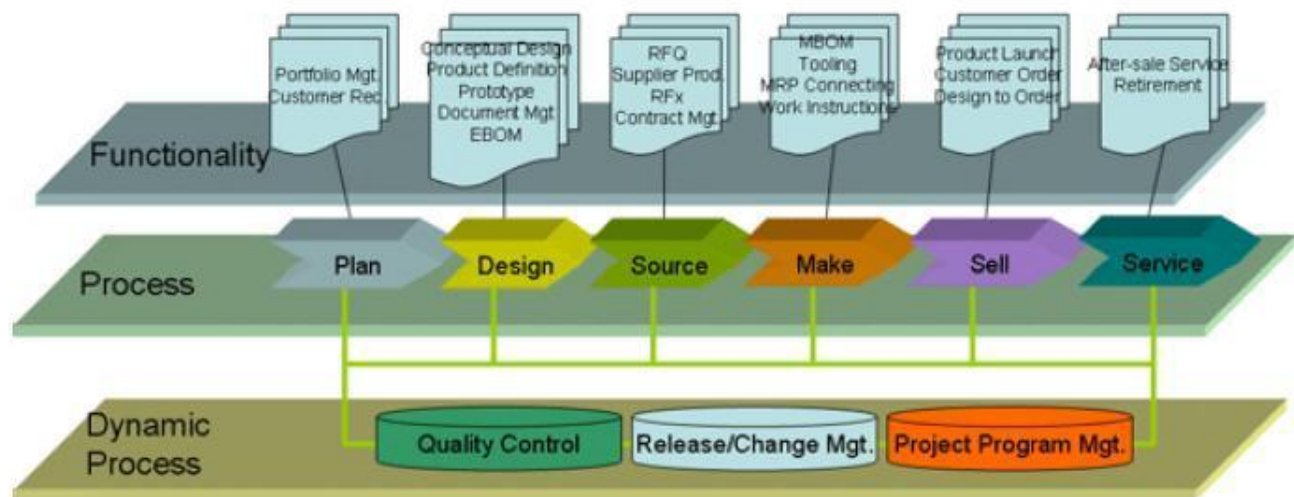 Portfolio Mgt.
Customer Req.
Conceptual Design
Product Definition
Prototype
Document Mgt.
EBOM
RFQ
Supplier Prod.
RFx
Contract Mgt.
MBOM
Tooling
MRP Connecting
Work Instructions
Product Launch
Customer Order
Design to Order
After-sale Service
Retirement
Functionality
Plan
Design
Source
Make
Sell
Service
Process
Dynamic
Process
Quality Control
Release/Change Mgt.
Project Program Mgt.